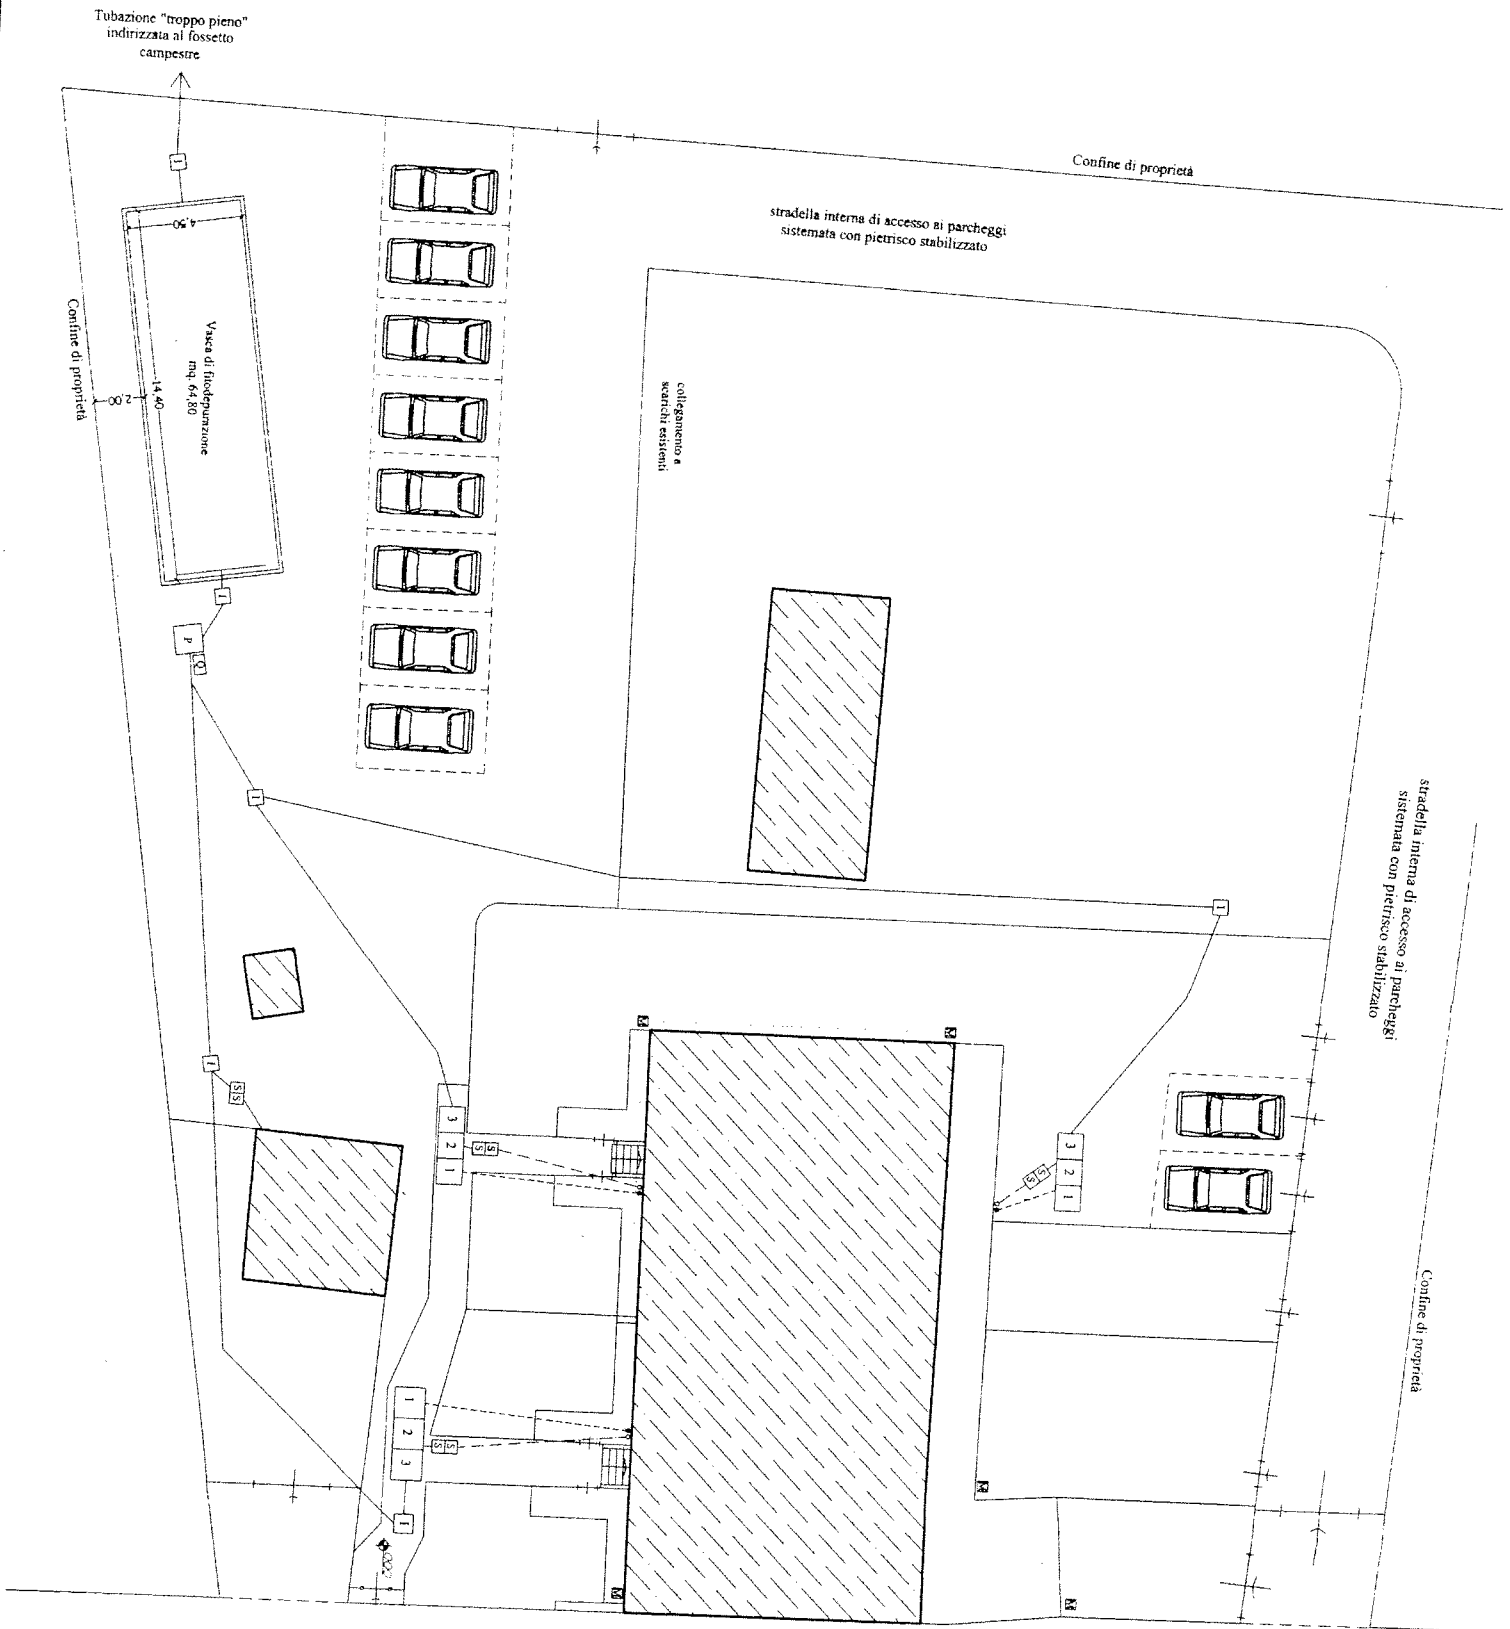 Tubazione "troppo pieno"
indirizzata al fossetto
campestre
Confine di proprietà
stradella interna di accesso ai parcheggi
sistemata con pietrisco stabilizzato
I
4,50
Vasca di fitodepurazione
mq. 64,80
14,40
2,00
Confine di proprietà
collegamento a
scarichi esistenti
I
P
Q
I
I
stradella interna di accesso ai parcheggi
sistemata con pietrisco stabilizzato
M
M
I
S S
3
2
1
S S
3
2
1
S S
Confine di proprietà
1
2
3
S S
I
M
M
M